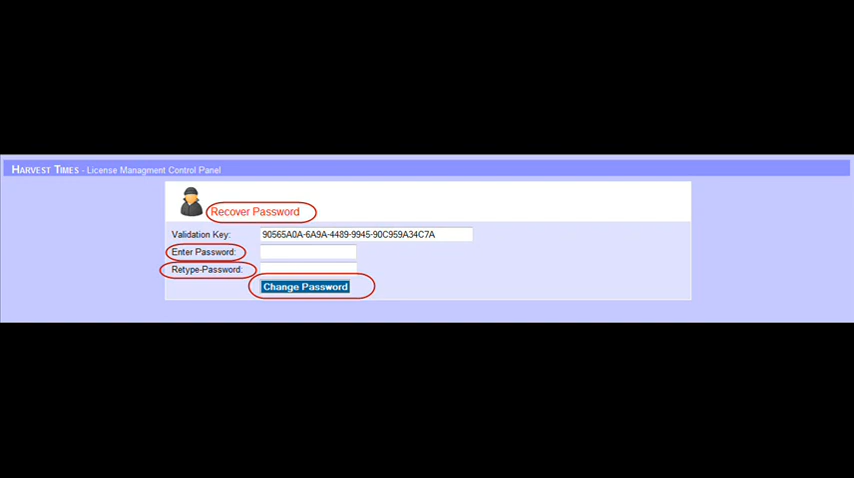 HARVEST TIMES - License Managment Control Panel
Recover Password
Validation Key: 90565A0A-6A9A-4489-9945-90C959A34C7A
Enter Password:
Retype-Password:
Change Password